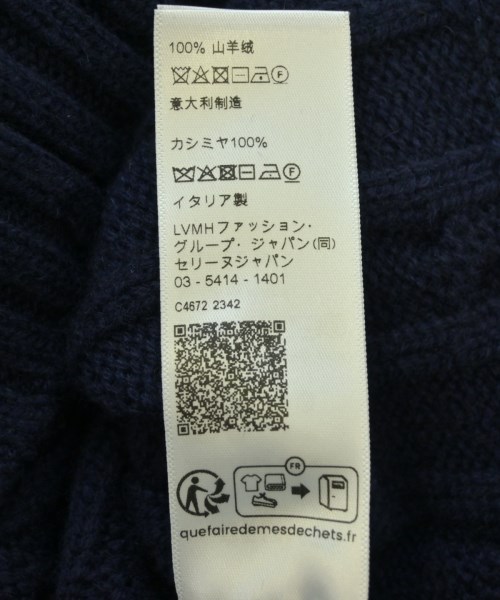 100% 山羊绒
意大利制造
カシミヤ100%
イタリア製
LVMHファッション・
グループ・ジャパン(同)
セリーヌジャパン
03 - 5414 - 1401
C4672 2342
FR
quefairedemesdechets.fr